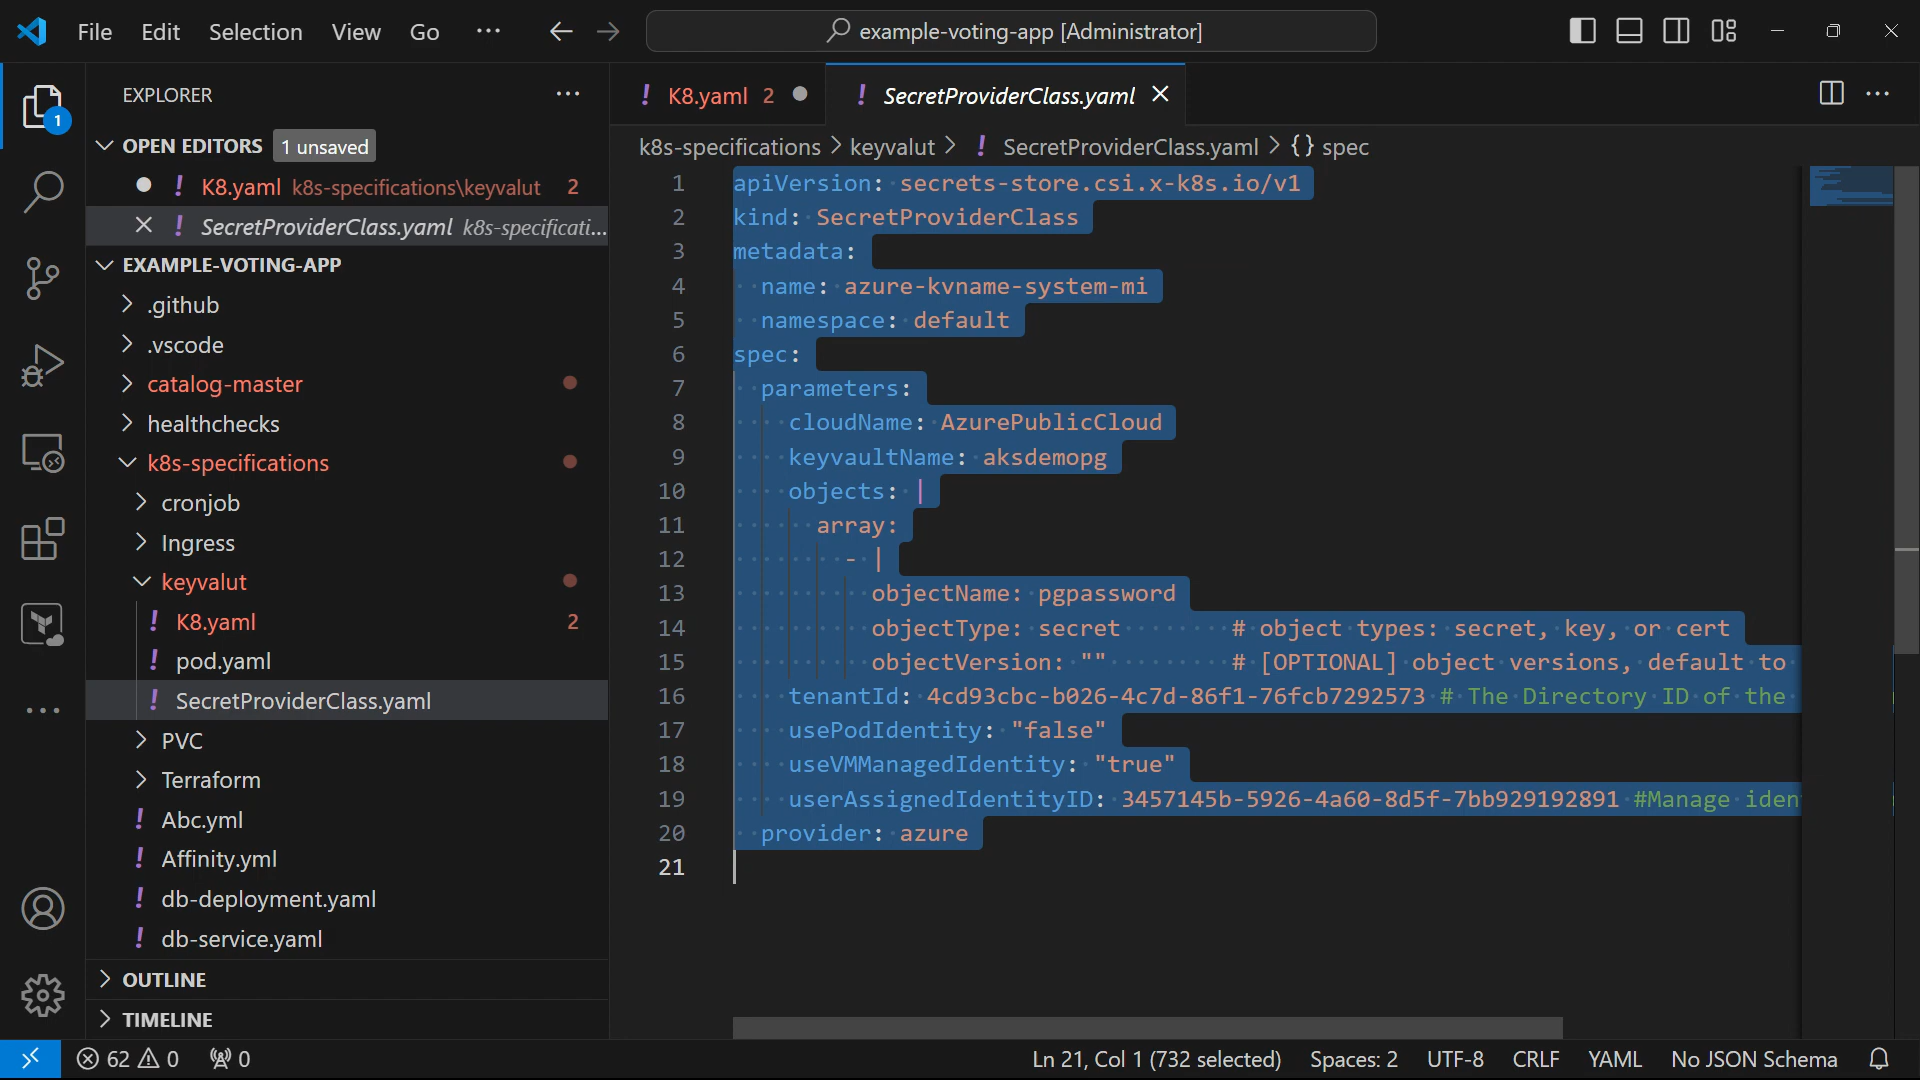 File Edit Selection View Go ··· example-voting-app [Administrator]
EXPLORER ···
OPEN EDITORS 1 unsaved
! K8.yaml k8s-specifications\keyvalut 2
! SecretProviderClass.yaml k8s-specificati...
EXAMPLE-VOTING-APP
.github
.vscode
catalog-master
healthchecks
k8s-specifications
cronjob
Ingress
keyvalut
! K8.yaml 2
! pod.yaml
! SecretProviderClass.yaml
PVC
Terraform
! Abc.yml
! Affinity.yml
! db-deployment.yaml
! db-service.yaml
OUTLINE
TIMELINE
1
! K8.yaml 2 ! SecretProviderClass.yaml
k8s-specifications > keyvalut > ! SecretProviderClass.yaml > {} spec
1 apiVersion: secrets-store.csi.x-k8s.io/v1
2 kind: SecretProviderClass
3 metadata:
4 name: azure-kvname-system-mi
5 namespace: default
6 spec:
7 parameters:
8 cloudName: AzurePublicCloud
9 keyvaultName: aksdemopg
10 objects: |
11 array:
12 - |
13 objectName: pgpassword
14 objectType: secret # object types: secret, key, or cert
15 objectVersion: "" # [OPTIONAL] object versions, default to
16 tenantId: 4cd93cbc-b026-4c7d-86f1-76fcb7292573 # The Directory ID of the
17 usePodIdentity: "false"
18 useVMManagedIdentity: "true"
19 userAssignedIdentityID: 3457145b-5926-4a60-8d5f-7bb929192891 #Manage iden
20 provider: azure
21
62 0 0 Ln 21, Col 1 (732 selected) Spaces: 2 UTF-8 CRLF YAML No JSON Schema